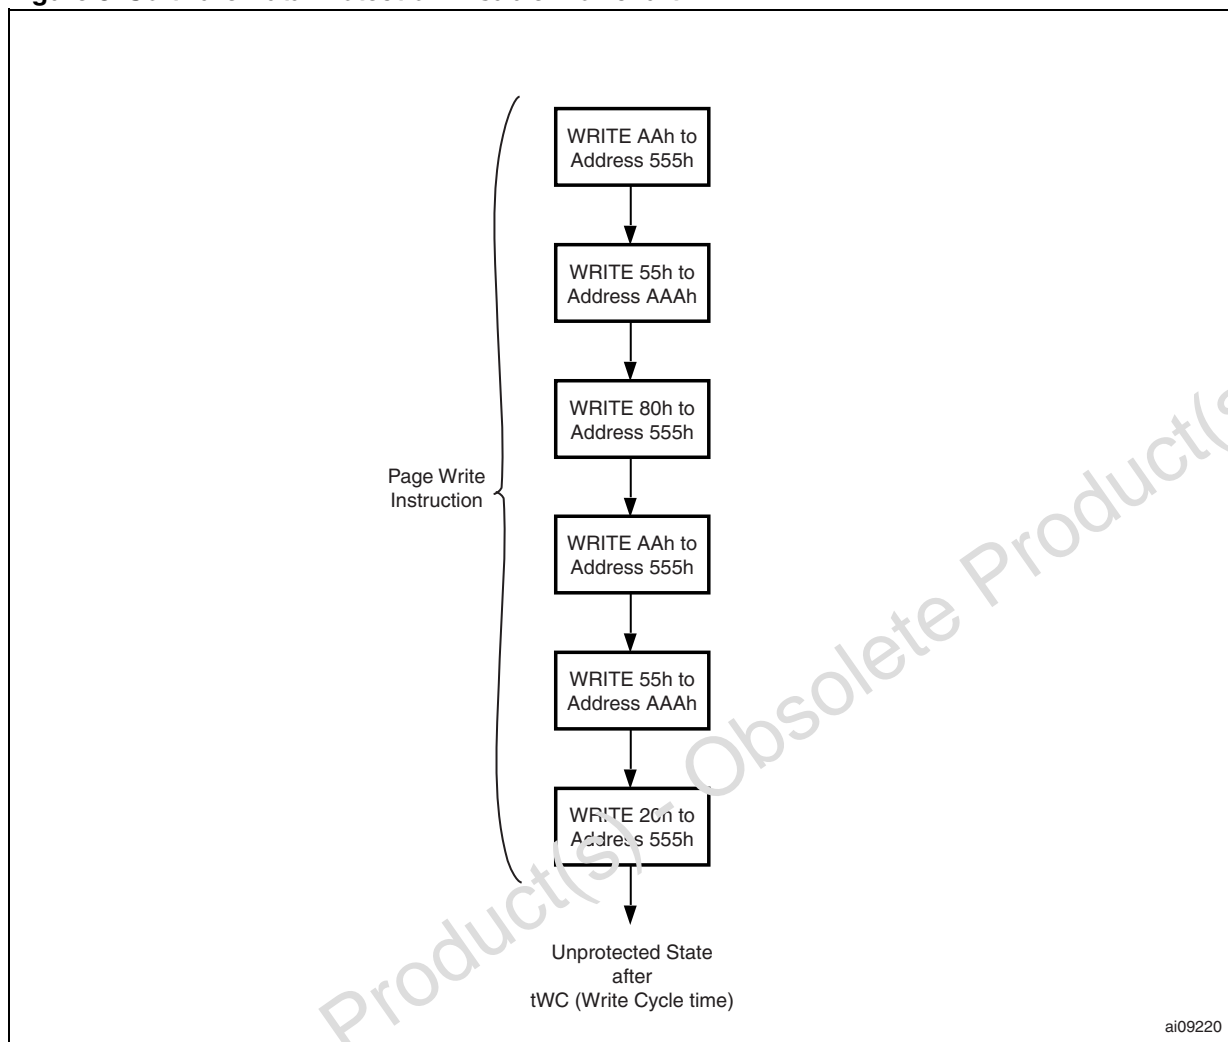 WRITE AAh to
Address 555h
WRITE 55h to
Address AAAh
WRITE 80h to
Address 555h
Page Write
Instruction
WRITE AAh to
Address 555h
WRITE 55h to
Address AAAh
WRITE 20h to
Address 555h
Unprotected State
after
tWC (Write Cycle time)
Product(s) - Obsolete Product(s
ai09220